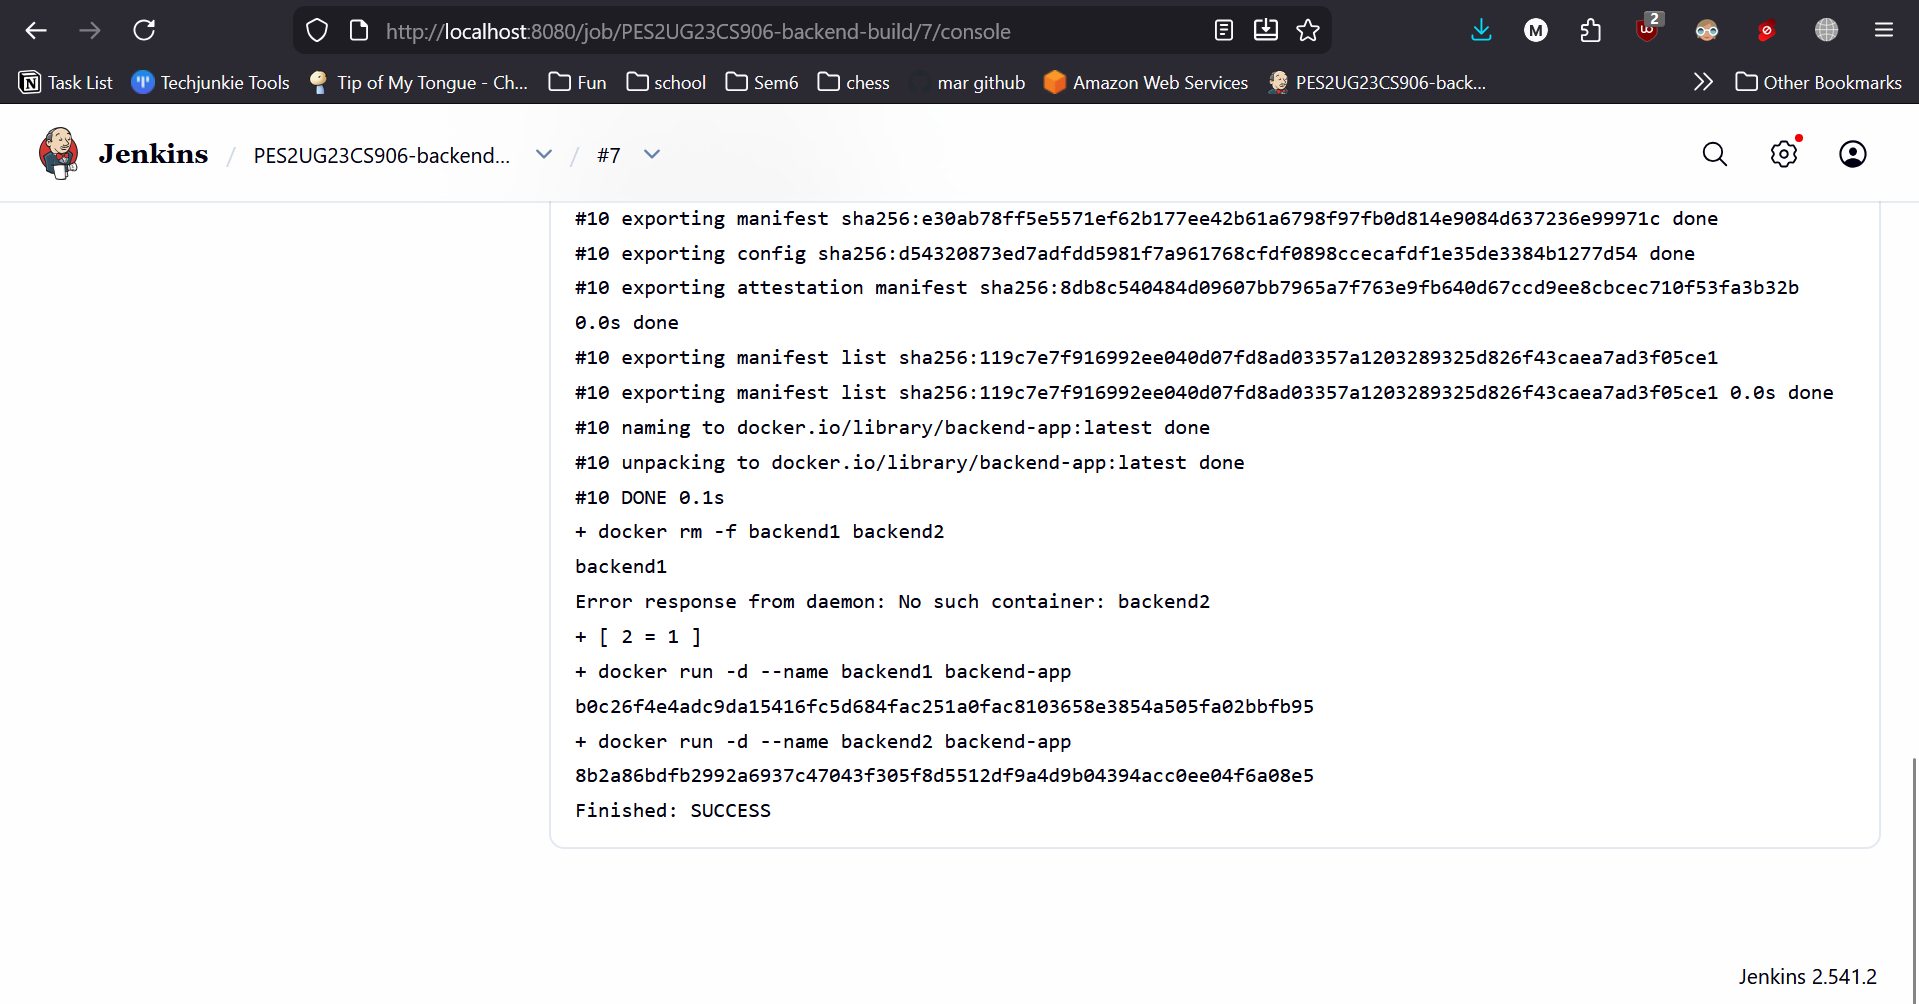 http://localhost:8080/job/PES2UG23CS906-backend-build/7/console
M
2
Task List
Techjunkie Tools
Tip of My Tongue - Ch...
Fun
school
Sem6
chess
mar github
Amazon Web Services
PES2UG23CS906-back...
Other Bookmarks
Jenkins / PES2UG23CS906-backend... / #7
#10 exporting manifest sha256:e30ab78ff5e5571ef62b177ee42b61a6798f97fb0d814e9084d637236e99971c done
#10 exporting config sha256:d54320873ed7adfdd5981f7a961768cfdf0898ccecafdf1e35de3384b1277d54 done
#10 exporting attestation manifest sha256:8db8c540484d09607bb7965a7f763e9fb640d67ccd9ee8cbcec710f53fa3b32b
0.0s done
#10 exporting manifest list sha256:119c7e7f916992ee040d07fd8ad03357a1203289325d826f43caea7ad3f05ce1
#10 exporting manifest list sha256:119c7e7f916992ee040d07fd8ad03357a1203289325d826f43caea7ad3f05ce1 0.0s done
#10 naming to docker.io/library/backend-app:latest done
#10 unpacking to docker.io/library/backend-app:latest done
#10 DONE 0.1s
+ docker rm -f backend1 backend2
backend1
Error response from daemon: No such container: backend2
+ [ 2 = 1 ]
+ docker run -d --name backend1 backend-app
b0c26f4e4adc9da15416fc5d684fac251a0fac8103658e3854a505fa02bbfb95
+ docker run -d --name backend2 backend-app
8b2a86bdfb2992a6937c47043f305f8d5512df9a4d9b04394acc0ee04f6a08e5
Finished: SUCCESS
Jenkins 2.541.2